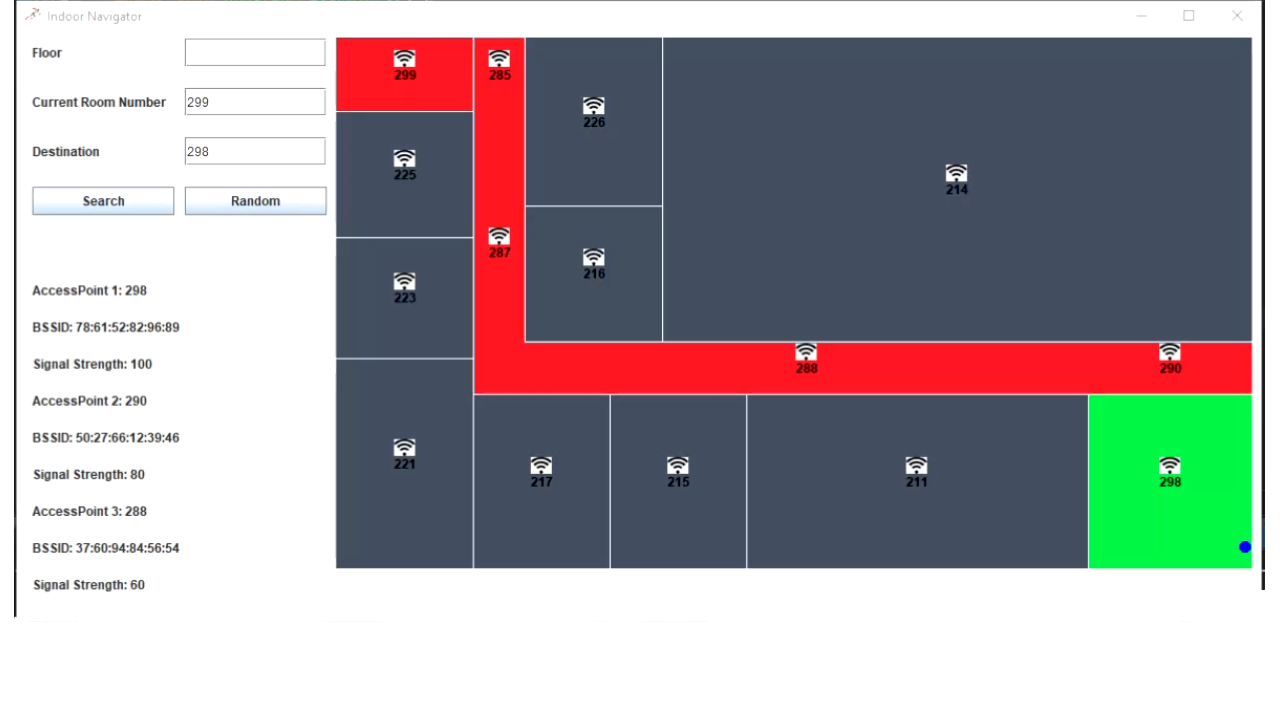 Indoor Navigator
Floor
Current Room Number 299
Destination 298
Search Random
AccessPoint 1: 298
BSSID: 78:61:52:82:96:89
Signal Strength: 100
AccessPoint 2: 290
BSSID: 50:27:66:12:39:46
Signal Strength: 80
AccessPoint 3: 288
BSSID: 37:60:94:84:56:54
Signal Strength: 60
299
285
226
225
214
287
216
223
288
290
221
217
215
211
298